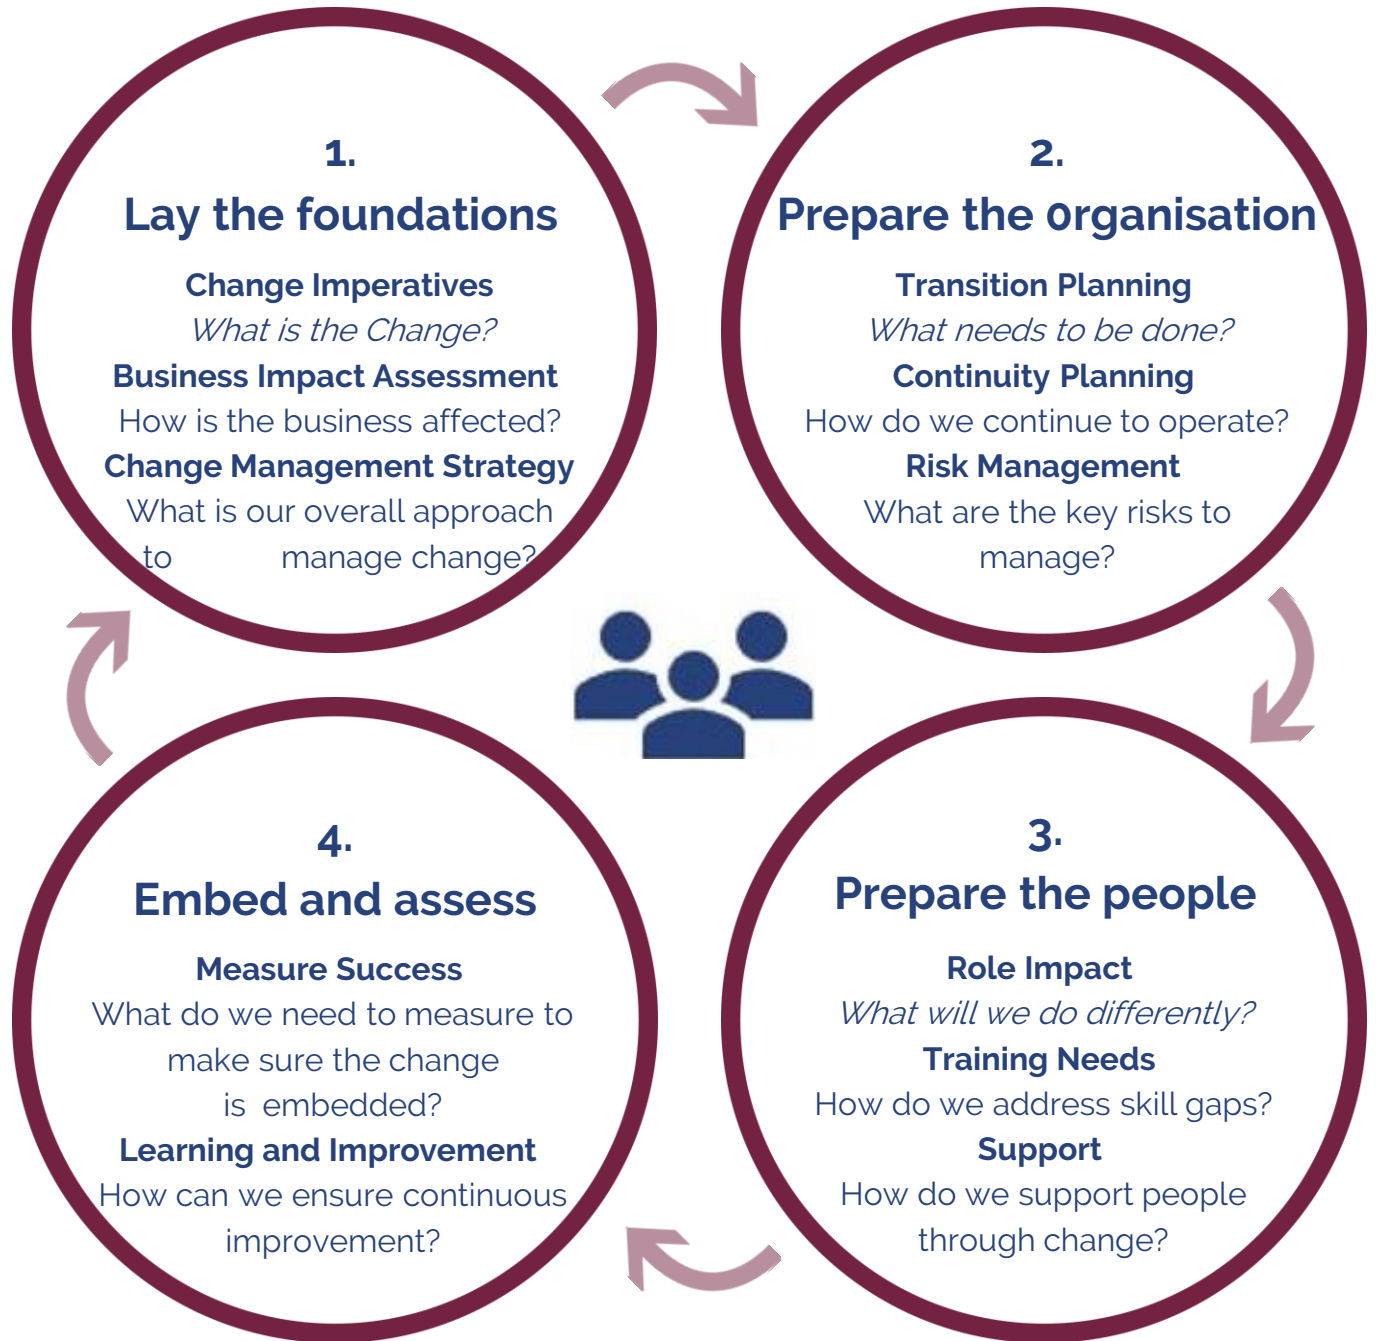 1.
Lay the foundations
Change Imperatives
What is the Change?
Business Impact Assessment
How is the business affected?
Change Management Strategy
What is our overall approach
to manage change?
2.
Prepare the 0rganisation
Transition Planning
What needs to be done?
Continuity Planning
How do we continue to operate?
Risk Management
What are the key risks to
manage?
3.
Prepare the people
Role Impact
What will we do differently?
Training Needs
How do we address skill gaps?
Support
How do we support people
through change?
4.
Embed and assess
Measure Success
What do we need to measure to
make sure the change
is embedded?
Learning and Improvement
How can we ensure continuous
improvement?